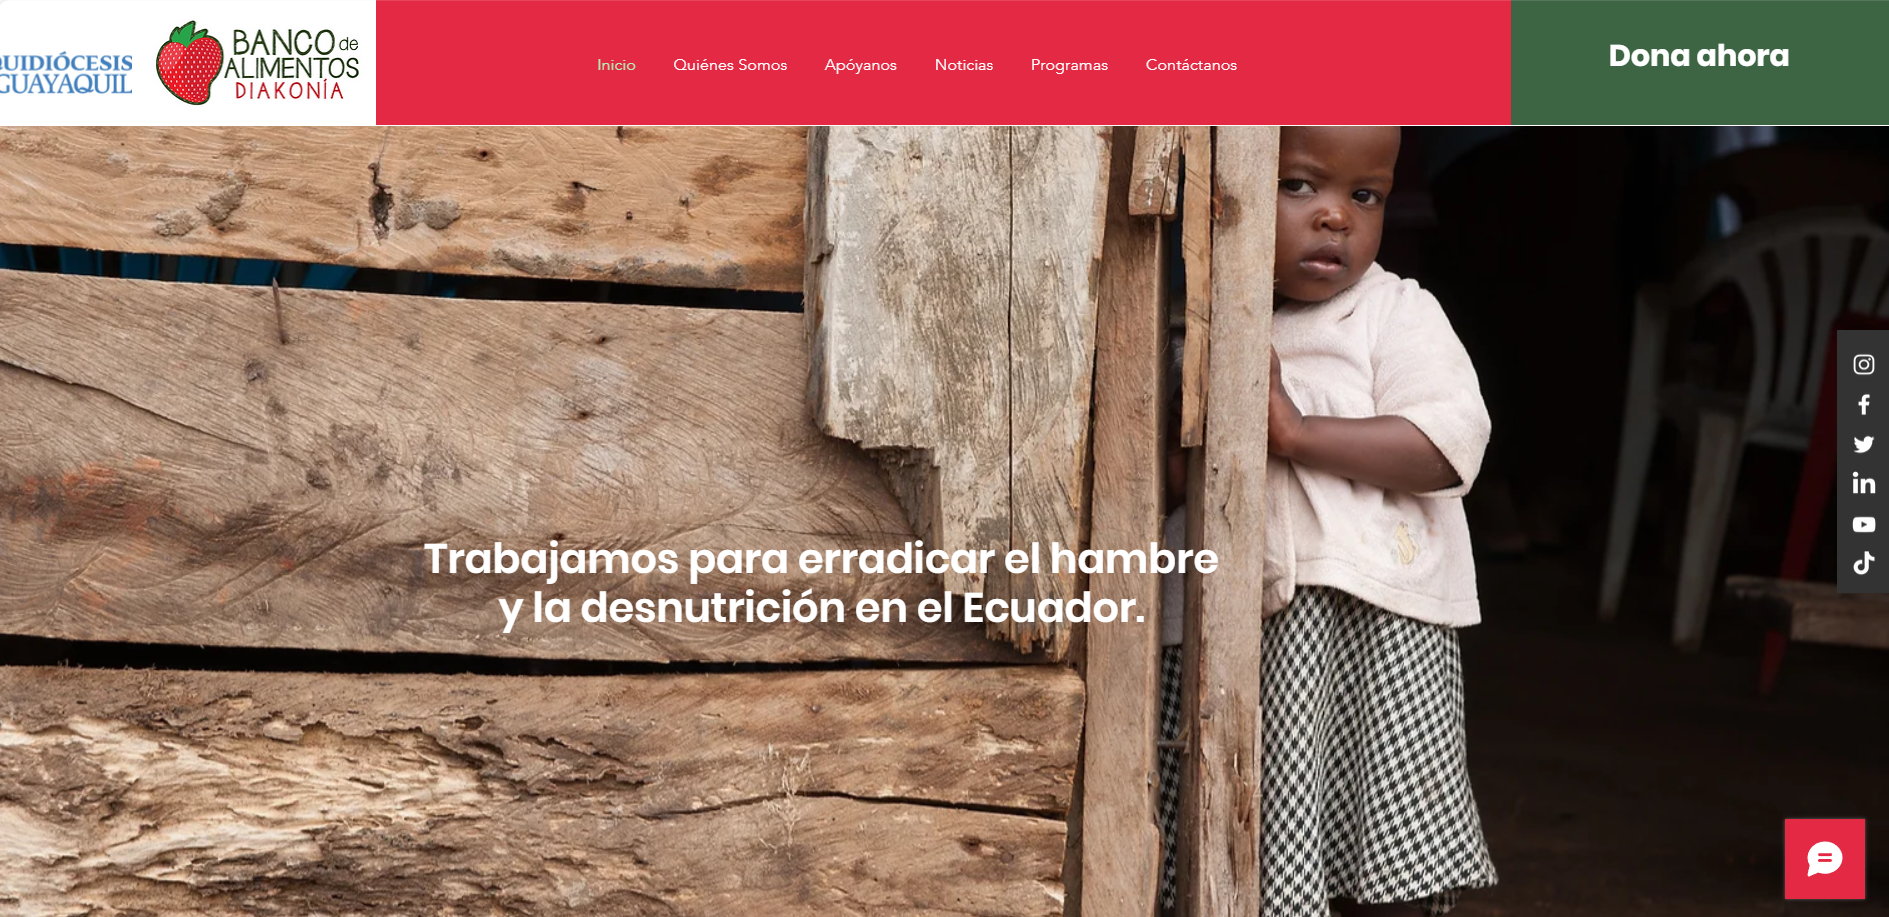 GUAYAQUIL
BANCO de
ALIMENTOS
DIAKONÍA
Inicio
Quiénes Somos
Apóyanos
Noticias
Programas
Contáctanos
Dona ahora
Trabajamos para erradicar el hambre
y la desnutrición en el Ecuador.